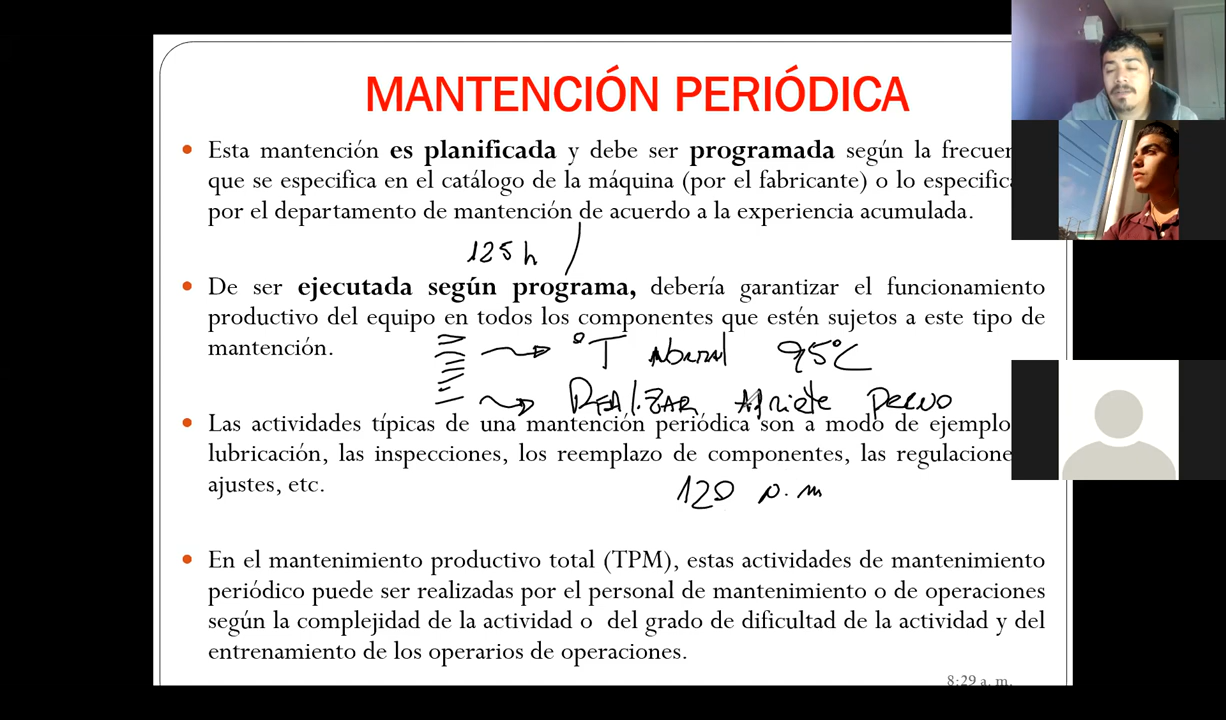 MANTENCIÓN PERIÓDICA
• Esta mantención es planificada y debe ser programada según la
que se especifica en el catálogo de la máquina (por el fabricante) o lo
por el departamento de mantención de acuerdo a la experiencia acumulada.
125 h
• De ser ejecutada según programa, debería garantizar el funcionamiento
productivo del equipo en todos los componentes que estén sujetos a este tipo de
mantención.
°T Normal 95°C
REALIZAR Apriete perno
• Las actividades típicas de una mantención periódica son a modo de ejemplo
lubricación, las inspecciones, los reemplazo de componentes, las
ajustes, etc.
120 n.m
• En el mantenimiento productivo total (TPM), estas actividades de mantenimiento
periódico puede ser realizadas por el personal de mantenimiento o de operaciones
según la complejidad de la actividad o del grado de dificultad de la actividad y del
entrenamiento de los operarios de operaciones.
8:29 a. m.